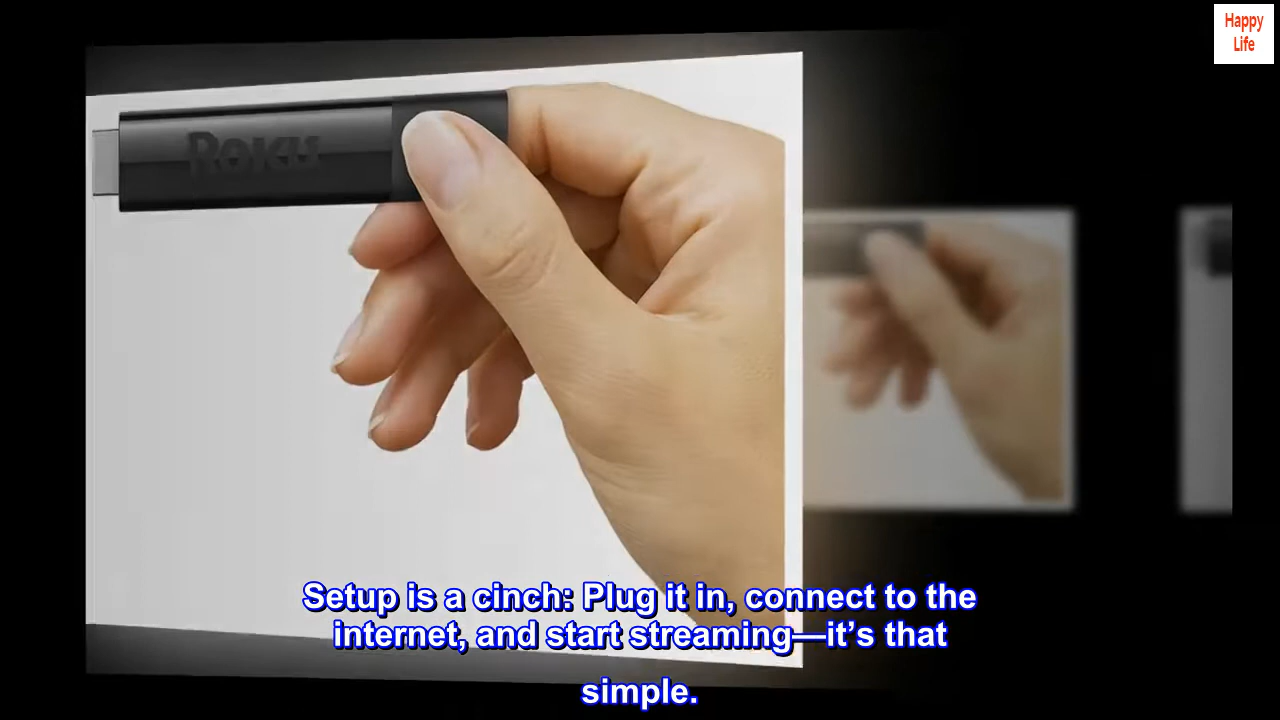 Happy
Life
Roku
Setup is a cinch: Plug it in, connect to the
internet, and start streaming—it’s that
simple.